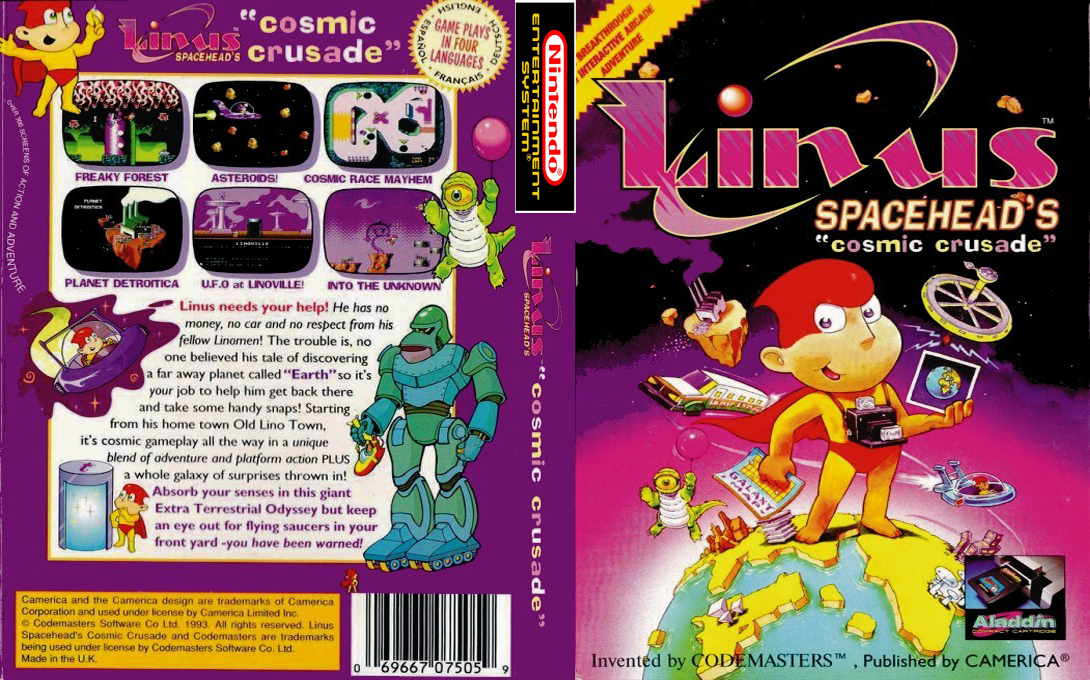 Linus
SPACEHEAD'S
"cosmic
crusade"
ENGLISH · DEUTSCH · FRANÇAIS · ESPAÑOL
GAME PLAYS
IN FOUR
LANGUAGES
OVER 100 SCREENS OF ACTION AND ADVENTURE
FREAKY FOREST
ASTEROIDS!
COSMIC RACE MAYHEM
PLANET
DETROITICA
LINOVILLE
PLANET DETROITICA
U.F.O at LINOVILLE!
INTO THE UNKNOWN
Linus needs your help! He has no
money, no car and no respect from his
fellow Linomen! The trouble is, no
one believed his tale of discovering
a far away planet called "Earth" so it's
your job to help him get back there
and take some handy snaps! Starting
from his home town Old Lino Town,
it's cosmic gameplay all the way in a unique
blend of adventure and platform action PLUS
a whole galaxy of surprises thrown in!
Absorb your senses in this giant
Extra Terrestrial Odyssey but keep
an eye out for flying saucers in your
front yard -you have been warned!
Camerica and the Camerica design are trademarks of Camerica
Corporation and used under license by Camerica Limited Inc.
© Codemasters Software Co Ltd. 1993. All rights reserved. Linus
Spacehead's Cosmic Crusade and Codemasters are trademarks
being used under license by Codemasters Software Co. Ltd.
Made in the U.K.
0 69667 07505 9
Nintendo®
ENTERTAINMENT
SYSTEM®
Linus
SPACEHEAD'S
"cosmic crusade"
BREAKTHROUGH
INTERACTIVE ARCADE
ADVENTURE
Linus™
SPACEHEAD'S
"cosmic crusade"
GALAXY
Aladdin
COMPACT CARTRIDGE
Invented by CODEMASTERS™ , Published by CAMERICA®